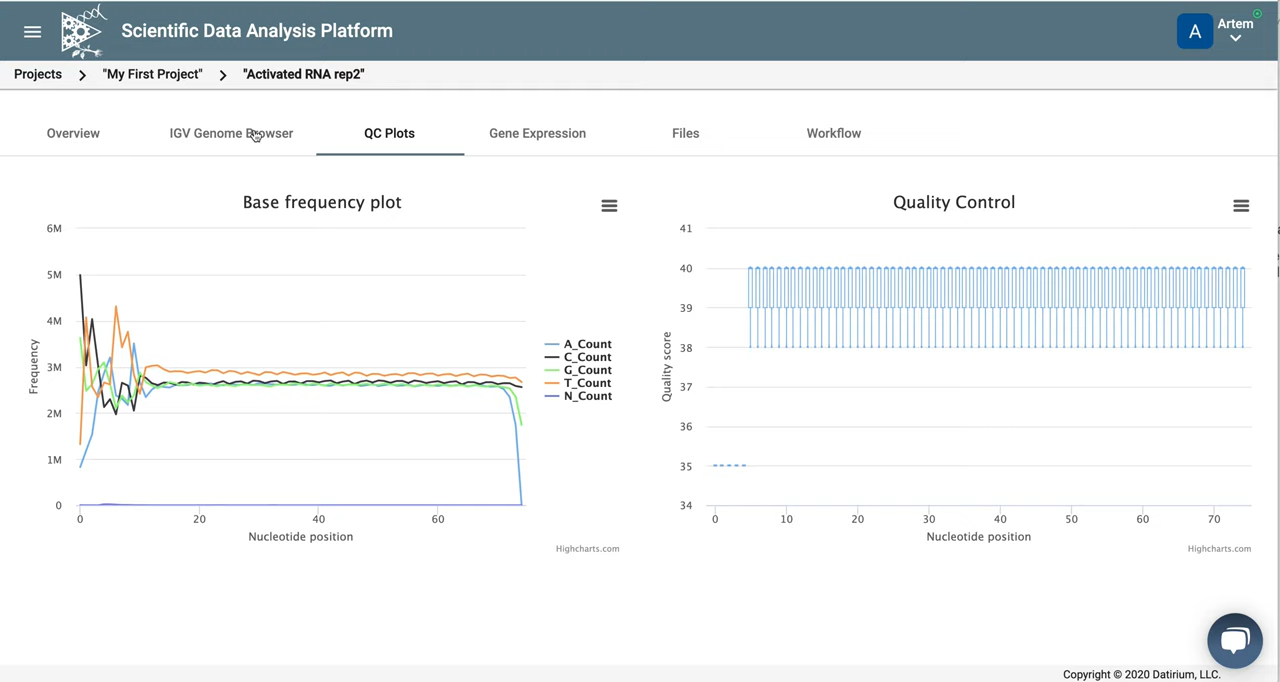 Scientific Data Analysis Platform
A
Artem
Projects
"My First Project"
"Activated RNA rep2"
Overview
IGV Genome Browser
QC Plots
Gene Expression
Files
Workflow
Base frequency plot
6M
5M
4M
3M
2M
1M
0
Frequency
0
20
40
60
Nucleotide position
A_Count
C_Count
G_Count
T_Count
N_Count
Highcharts.com
Quality Control
41
40
39
38
37
36
35
34
Quality score
0
10
20
30
40
50
60
70
Nucleotide position
Highcharts.com
Copyright © 2020 Datirium, LLC.